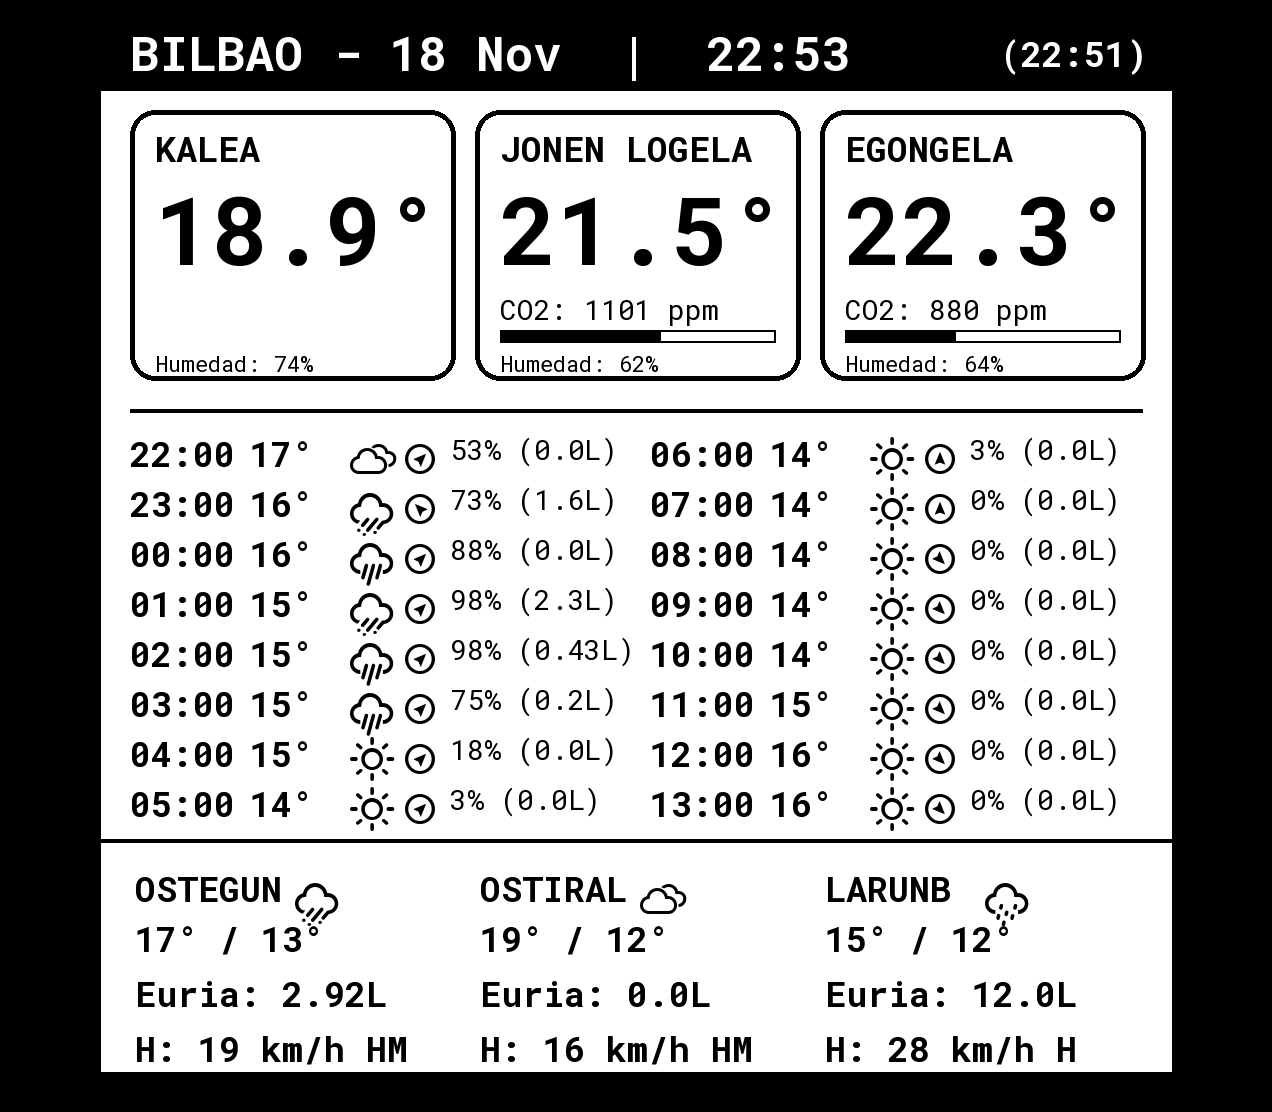 BILBAO - 18 Nov | 22:53 (22:51)
KALEA
18.9°
Humedad: 74%
JONEN LOGELA
21.5°
CO2: 1101 ppm
Humedad: 62%
EGONGELA
22.3°
CO2: 880 ppm
Humedad: 64%
22:00 17° 53% (0.0L)
23:00 16° 73% (1.6L)
00:00 16° 88% (0.0L)
01:00 15° 98% (2.3L)
02:00 15° 98% (0.43L)
03:00 15° 75% (0.2L)
04:00 15° 18% (0.0L)
05:00 14° 3% (0.0L)
06:00 14° 3% (0.0L)
07:00 14° 0% (0.0L)
08:00 14° 0% (0.0L)
09:00 14° 0% (0.0L)
10:00 14° 0% (0.0L)
11:00 15° 0% (0.0L)
12:00 16° 0% (0.0L)
13:00 16° 0% (0.0L)
OSTEGUN
17° / 13°
Euria: 2.92L
H: 19 km/h HM
OSTIRAL
19° / 12°
Euria: 0.0L
H: 16 km/h HM
LARUNB
15° / 12°
Euria: 12.0L
H: 28 km/h H